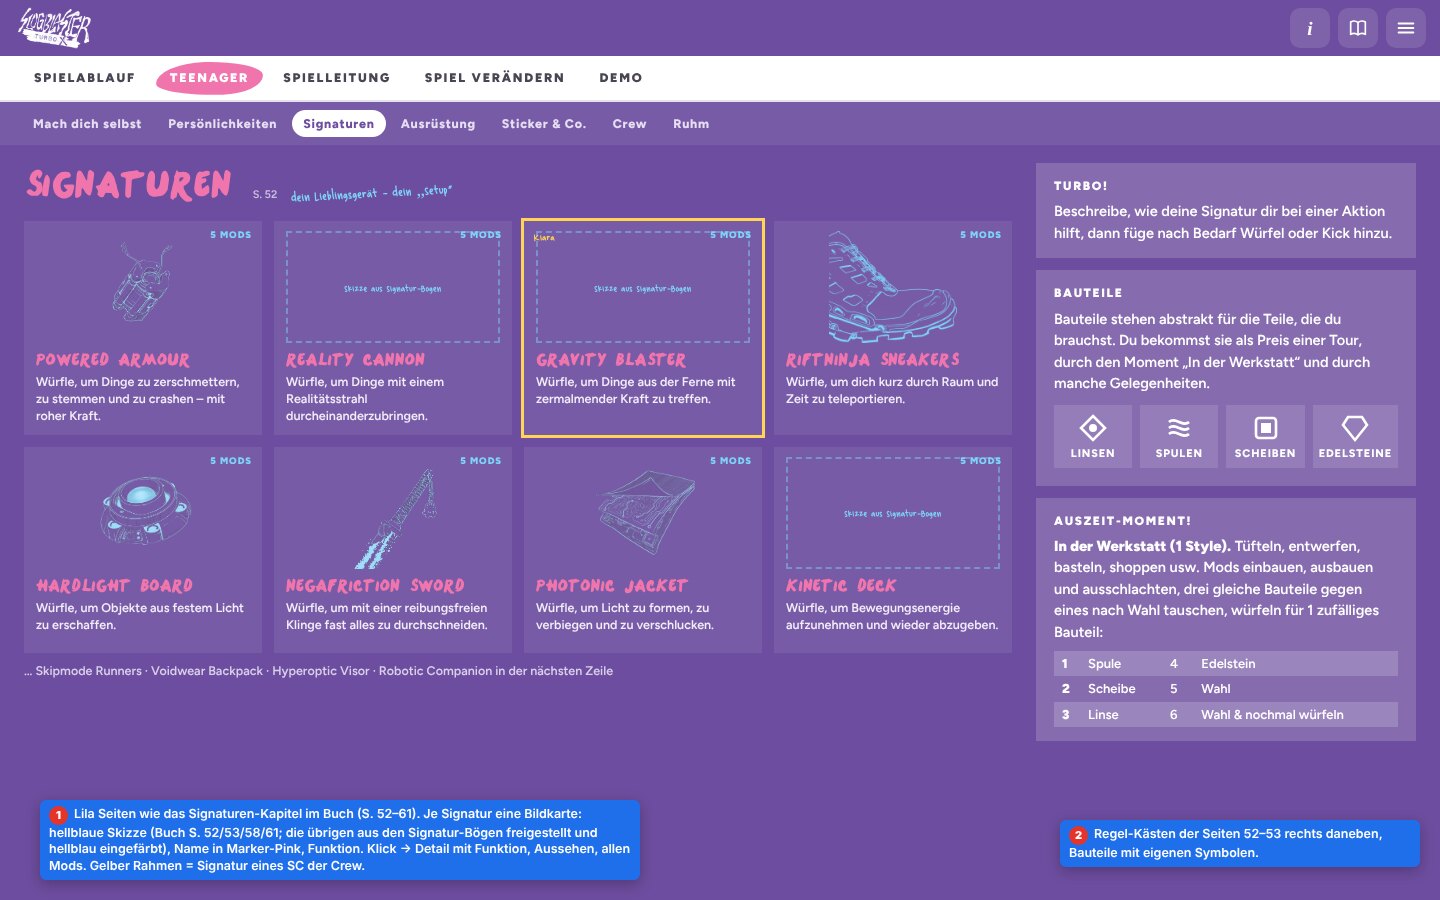 SLUGBLASTER
TURBO X
i
SPIELABLAUF
TEENAGER
SPIELLEITUNG
SPIEL VERÄNDERN
DEMO
Mach dich selbst
Persönlichkeiten
Signaturen
Ausrüstung
Sticker & Co.
Crew
Ruhm
SIGNATUREN
S. 52
dein Lieblingsgerät – dein „setup“
5 MODS
POWERED ARMOUR
Würfle, um Dinge zu zerschmettern,
zu stemmen und zu crashen – mit
roher Kraft.
5 MODS
Skizze aus Signatur-Bogen
REALITY CANNON
Würfle, um Dinge mit einem
Realitätsstrahl
durcheinanderzubringen.
Kiara
5 MODS
Skizze aus Signatur-Bogen
GRAVITY BLASTER
Würfle, um Dinge aus der Ferne mit
zermalmender Kraft zu treffen.
5 MODS
RIFTNINJA SNEAKERS
Würfle, um dich kurz durch Raum und
Zeit zu teleportieren.
5 MODS
HARDLIGHT BOARD
Würfle, um Objekte aus festem Licht
zu erschaffen.
5 MODS
NEGAFRICTION SWORD
Würfle, um mit einer reibungsfreien
Klinge fast alles zu durchschneiden.
5 MODS
PHOTONIC JACKET
Würfle, um Licht zu formen, zu
verbiegen und zu verschlucken.
5 MODS
Skizze aus Signatur-Bogen
KINETIC DECK
Würfle, um Bewegungsenergie
aufzunehmen und wieder abzugeben.
... Skipmode Runners · Voidwear Backpack · Hyperoptic Visor · Robotic Companion in der nächsten Zeile
TURBO!
Beschreibe, wie deine Signatur dir bei einer Aktion
hilft, dann füge nach Bedarf Würfel oder Kick hinzu.
BAUTEILE
Bauteile stehen abstrakt für die Teile, die du
brauchst. Du bekommst sie als Preis einer Tour,
durch den Moment „In der Werkstatt“ und durch
manche Gelegenheiten.
LINSEN
SPULEN
SCHEIBEN
EDELSTEINE
AUSZEIT-MOMENT!
In der Werkstatt (1 Style). Tüfteln, entwerfen,
basteln, shoppen usw. Mods einbauen, ausbauen
und ausschlachten, drei gleiche Bauteile gegen
eines nach Wahl tauschen, würfeln für 1 zufälliges
Bauteil:
1 Spule 4 Edelstein
2 Scheibe 5 Wahl
3 Linse 6 Wahl & nochmal würfeln
1 Lila Seiten wie das Signaturen-Kapitel im Buch (S. 52–61). Je Signatur eine Bildkarte:
hellblaue Skizze (Buch S. 52/53/58/61; die übrigen aus den Signatur-Bögen freigestellt und
hellblau eingefärbt), Name in Marker-Pink, Funktion. Klick → Detail mit Funktion, Aussehen, allen
Mods. Gelber Rahmen = Signatur eines SC der Crew.
2 Regel-Kästen der Seiten 52–53 rechts daneben,
Bauteile mit eigenen Symbolen.